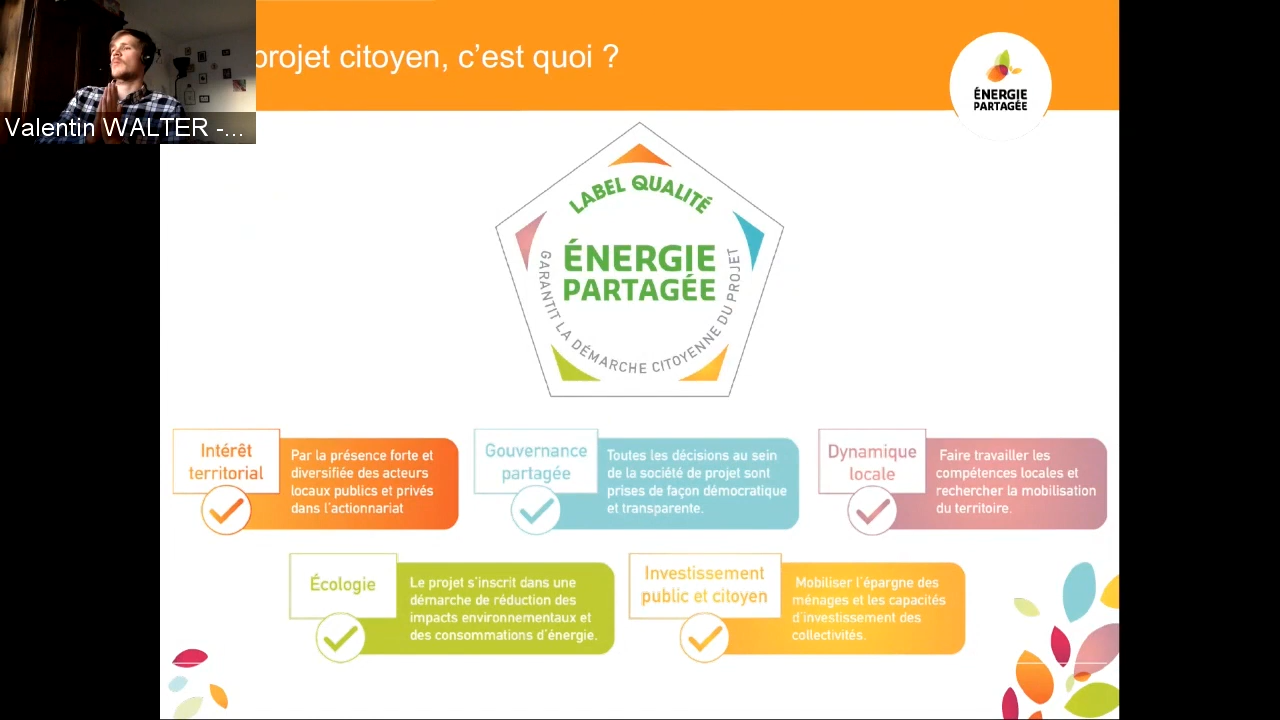 projet citoyen, c’est quoi ?
ÉNERGIE
PARTAGÉE
Valentin WALTER -...
LABEL QUALITÉ
ÉNERGIE
PARTAGÉE
GARANTIT LA DÉMARCHE CITOYENNE DU PROJET
Intérêt
territorial
Par la présence forte et
diversifiée des acteurs
locaux publics et privés
dans l’actionnariat
Gouvernance
partagée
Toutes les décisions au sein
de la société de projet sont
prises de façon démocratique
et transparente.
Dynamique
locale
Faire travailler les
compétences locales et
rechercher la mobilisation
du territoire.
Écologie
Le projet s’inscrit dans une
démarche de réduction des
impacts environnementaux et
des consommations d’énergie.
Investissement
public et citoyen
Mobiliser l’épargne des
ménages et les capacités
d’investissement des
collectivités.